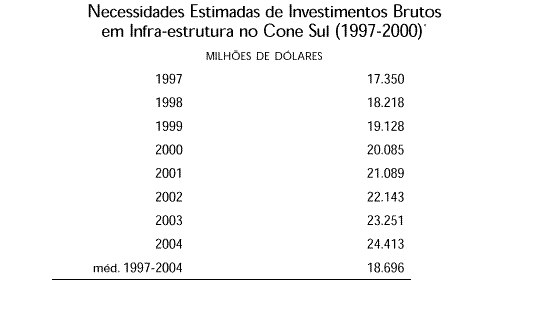 Necessidades Estimadas de Investimentos Brutos
em Infra-estrutura no Cone Sul (1997-2000)*
MILHÕES DE DÓLARES
1997 17.350
1998 18.218
1999 19.128
2000 20.085
2001 21.089
2002 22.143
2003 23.251
2004 24.413
méd. 1997-2004 18.696